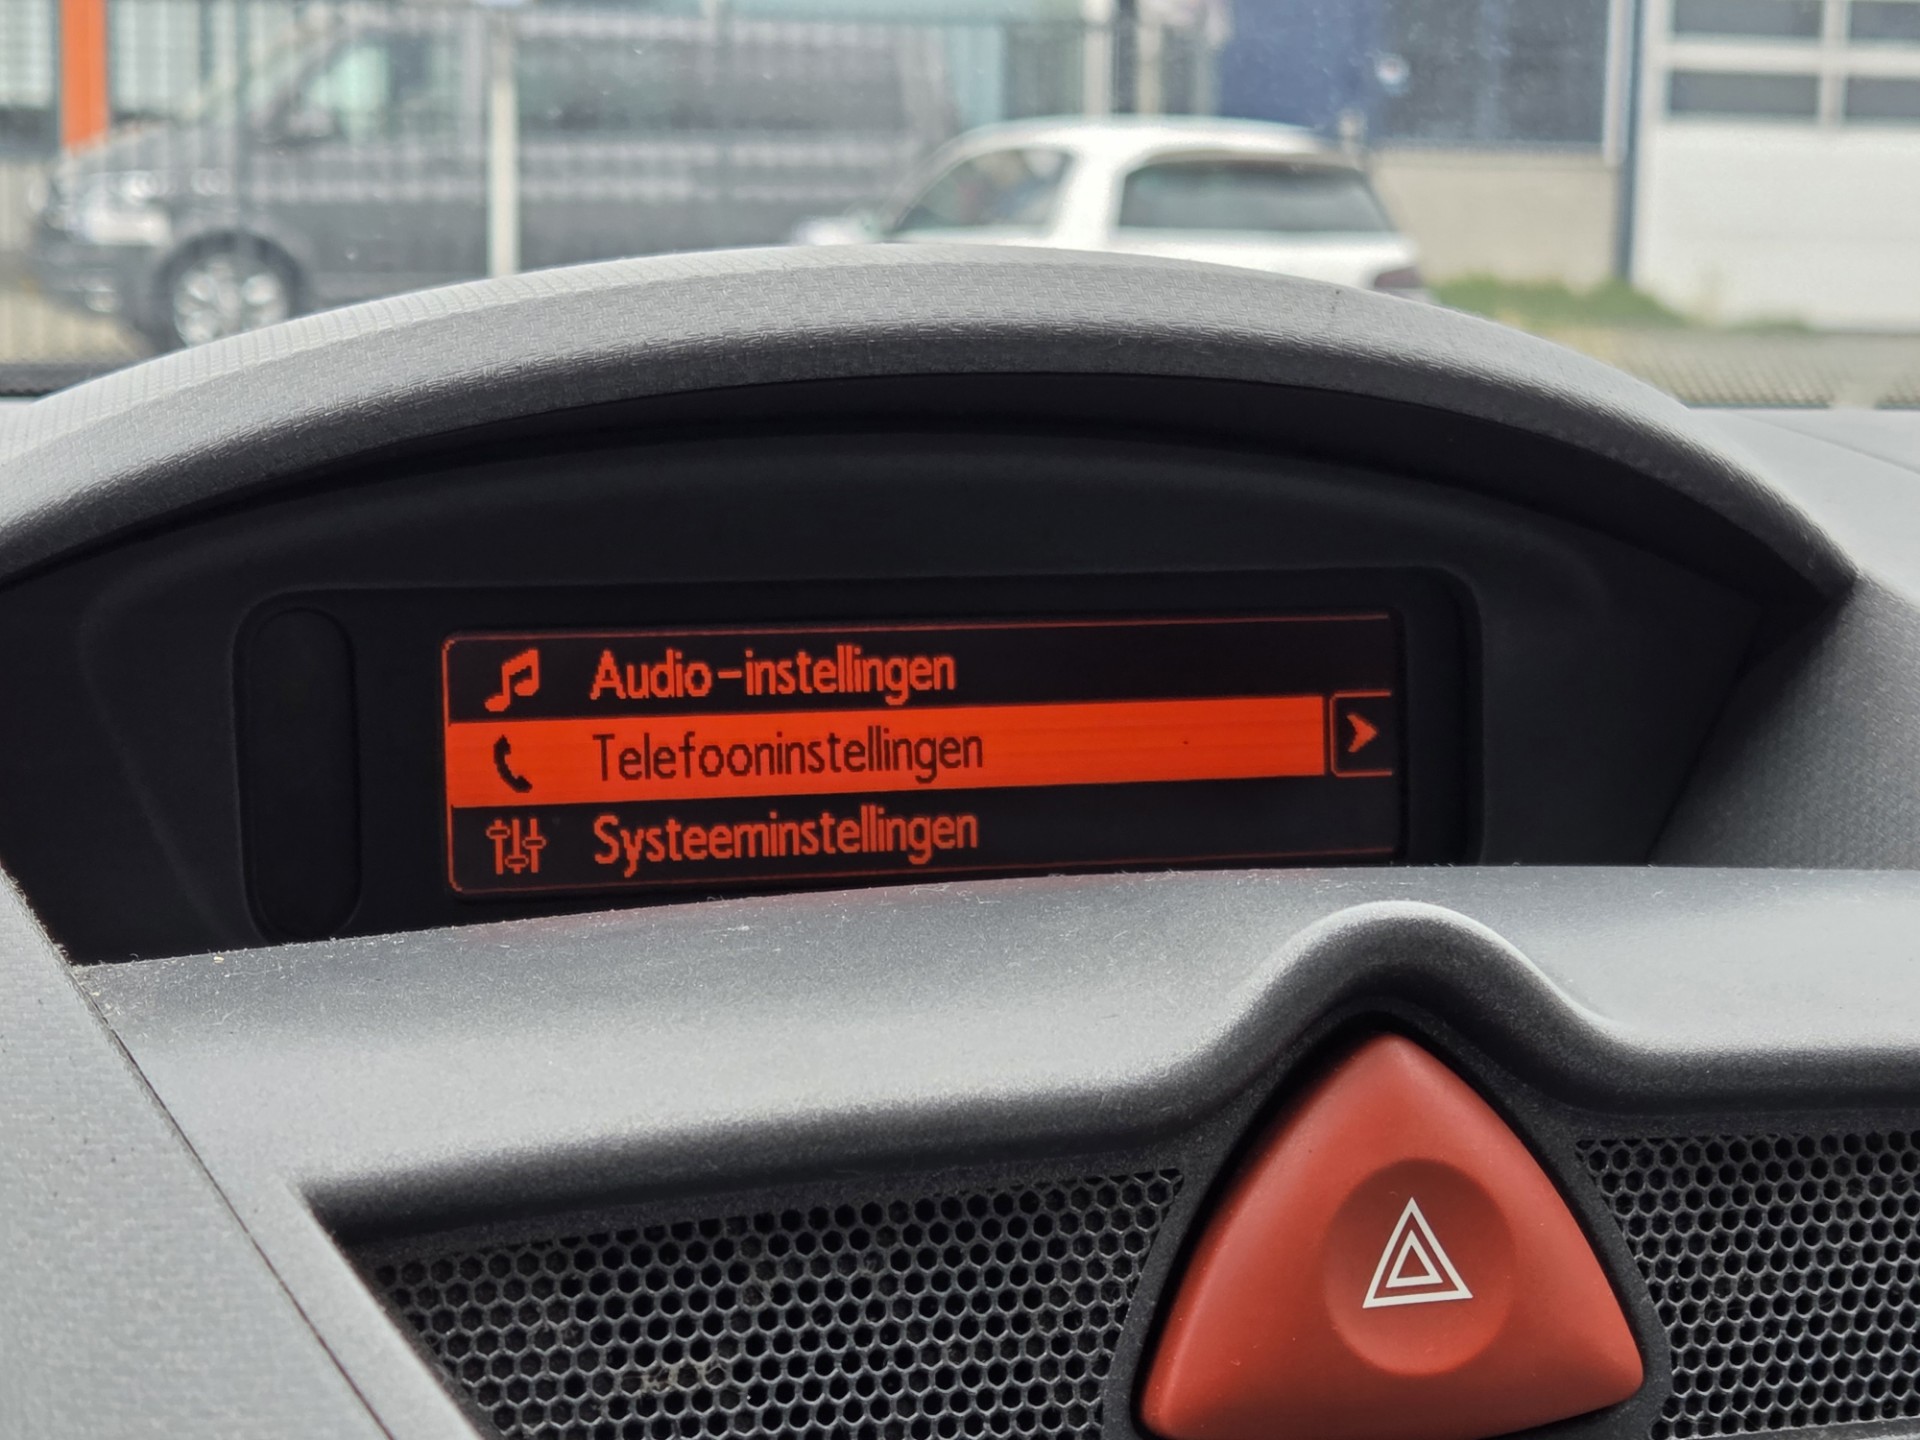 Audio-instellingen
Telefooninstellingen
Systeeminstellingen